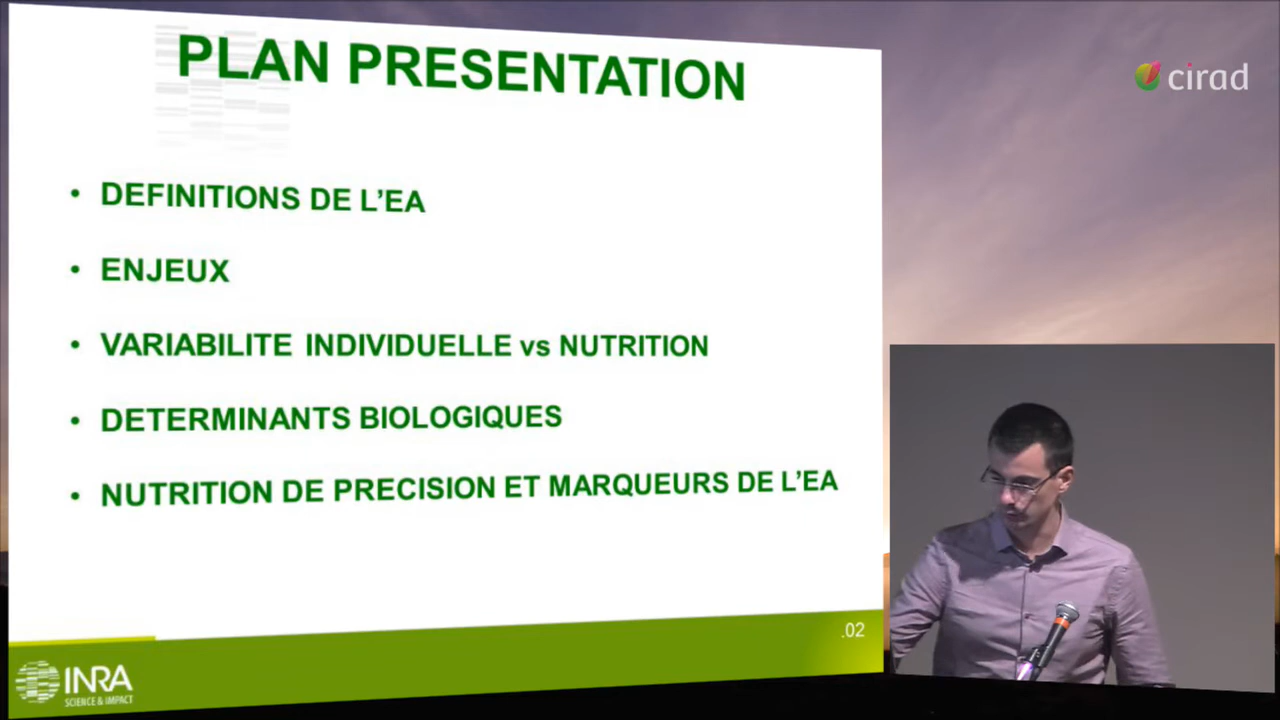 PLAN PRESENTATION
cirad
• DEFINITIONS DE L’EA
• ENJEUX
• VARIABILITE INDIVIDUELLE vs NUTRITION
• DETERMINANTS BIOLOGIQUES
• NUTRITION DE PRECISION ET MARQUEURS DE L’EA
.02
INRA
SCIENCE & IMPACT